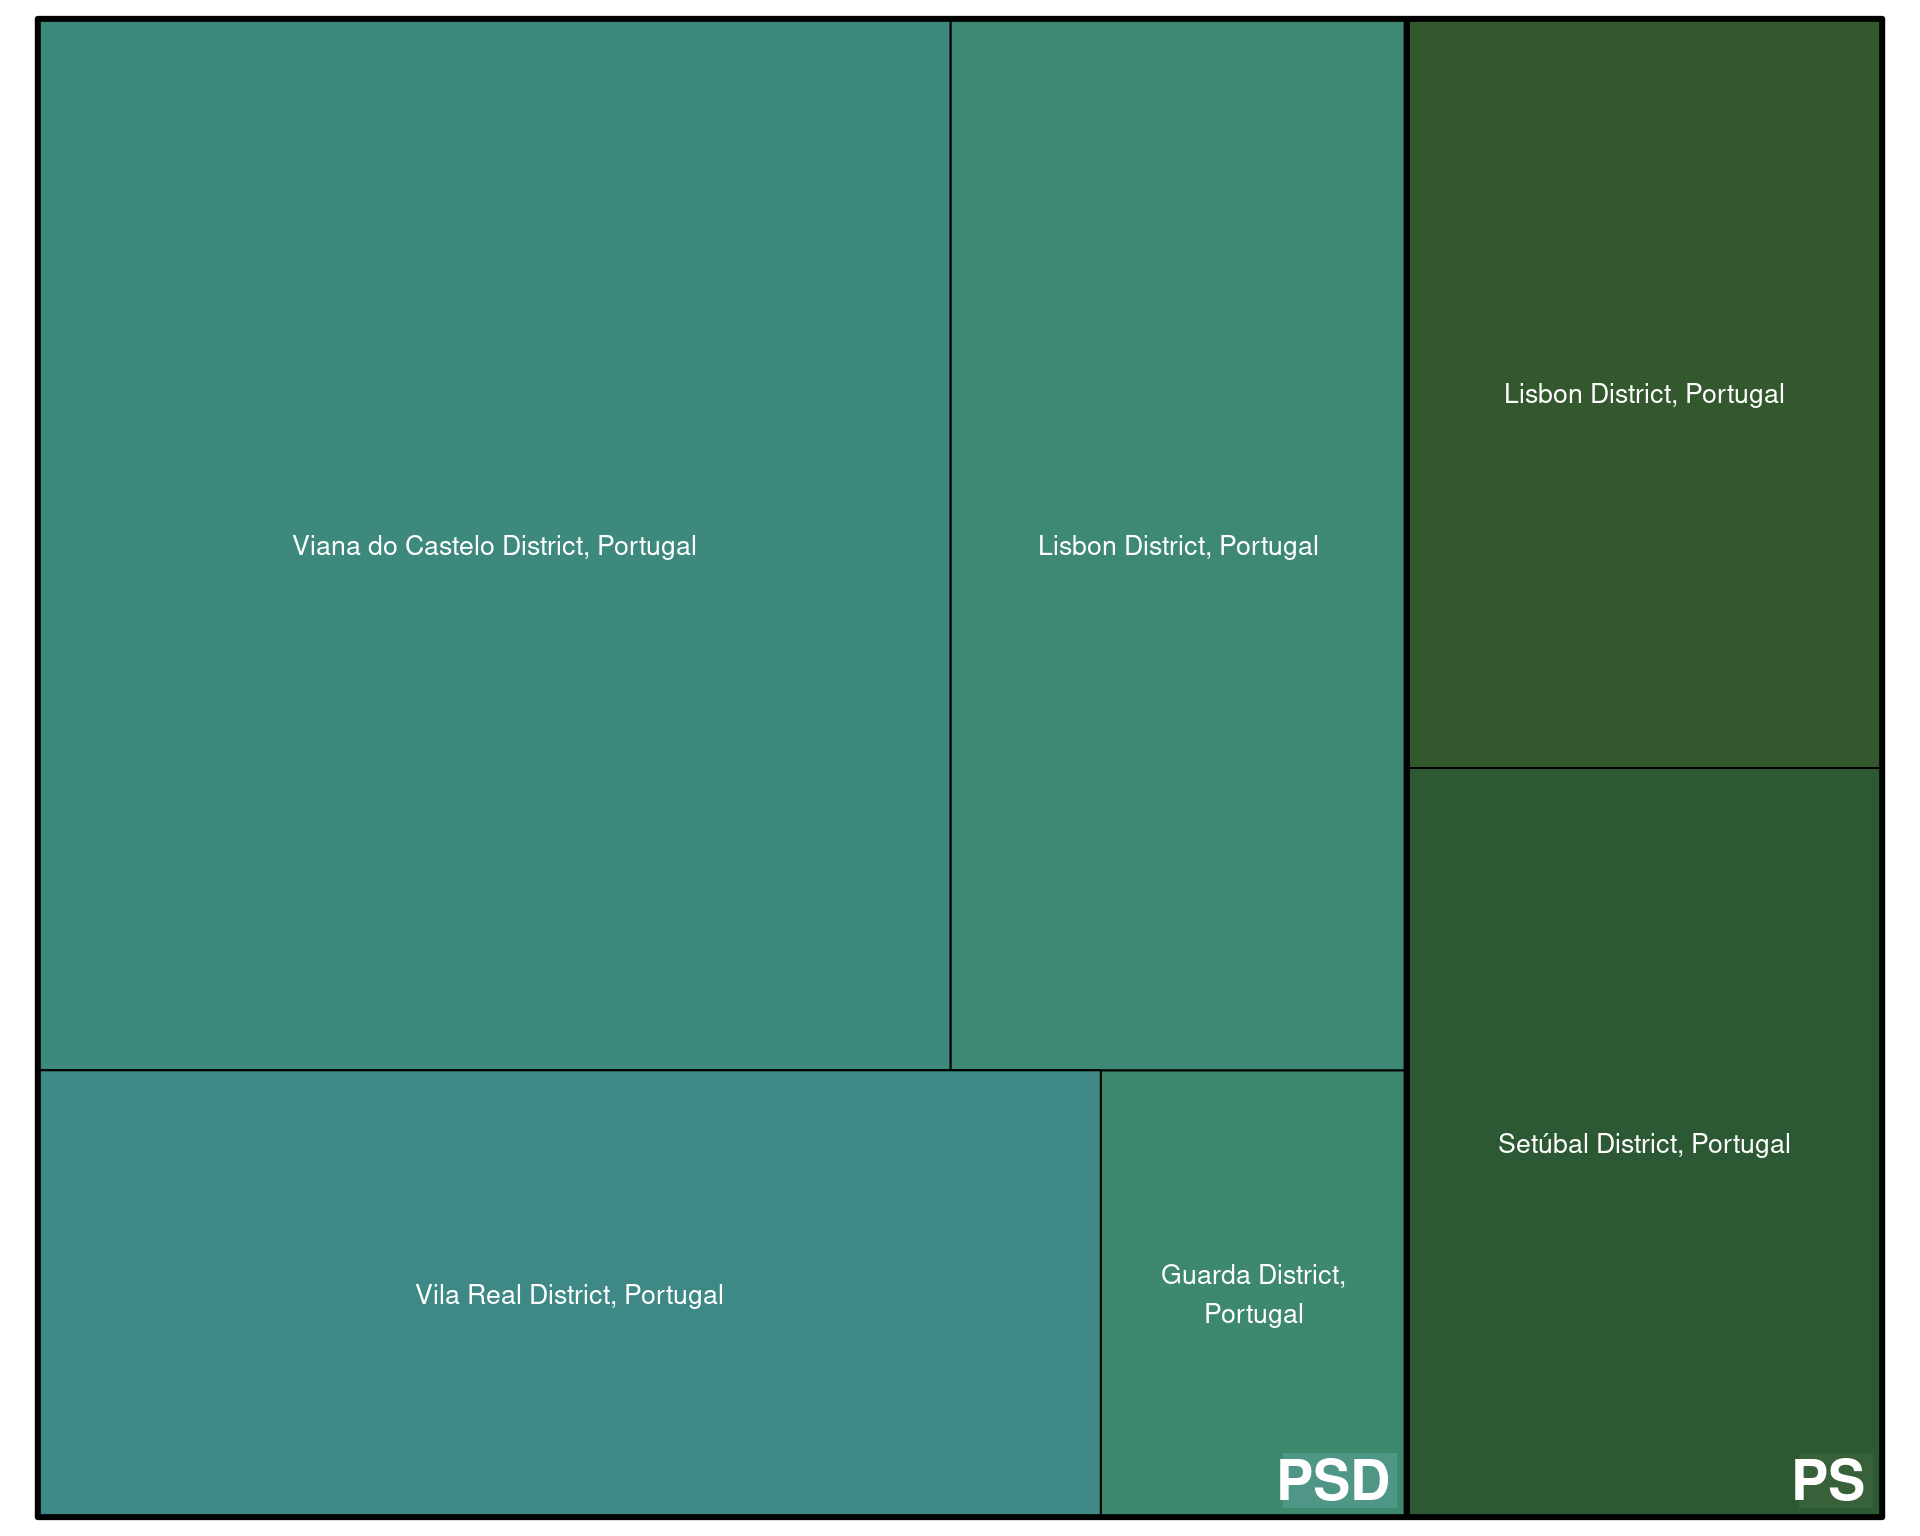 Viana do Castelo District, Portugal
Lisbon District, Portugal
Lisbon District, Portugal
Setúbal District, Portugal
Vila Real District, Portugal
Guarda District,
Portugal
PSD
PS